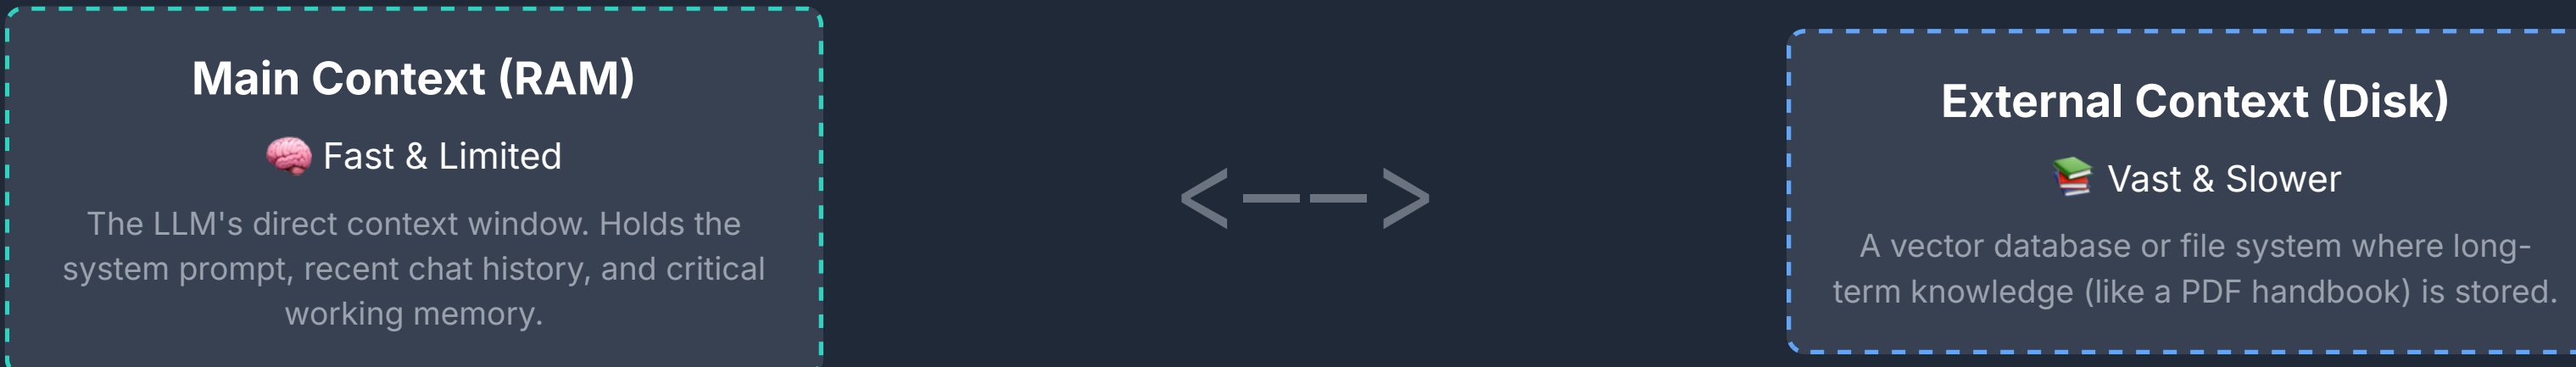 Main Context (RAM)
🧠 Fast & Limited
The LLM's direct context window. Holds the
system prompt, recent chat history, and critical
working memory.
<-->
External Context (Disk)
📚 Vast & Slower
A vector database or file system where long-
term knowledge (like a PDF handbook) is stored.